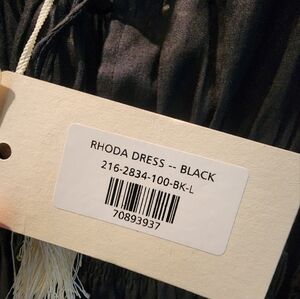 RHODA DRESS -- BLACK
216-2834-100-BK-L
70893937